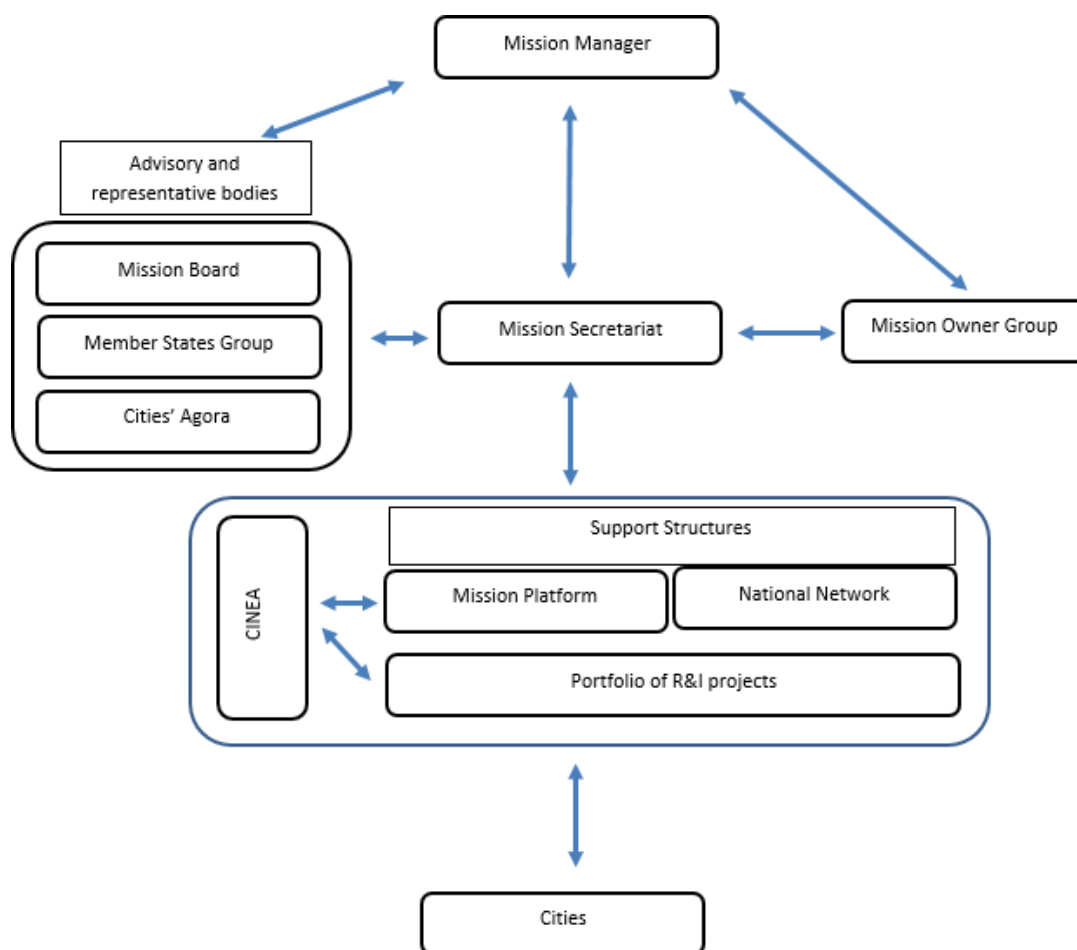 Mission Manager
Advisory and
representative bodies
Mission Board
Member States Group
Cities’ Agora
Mission Secretariat
Mission Owner Group
CINEA
Support Structures
Mission Platform
National Network
Portfolio of R&I projects
Cities